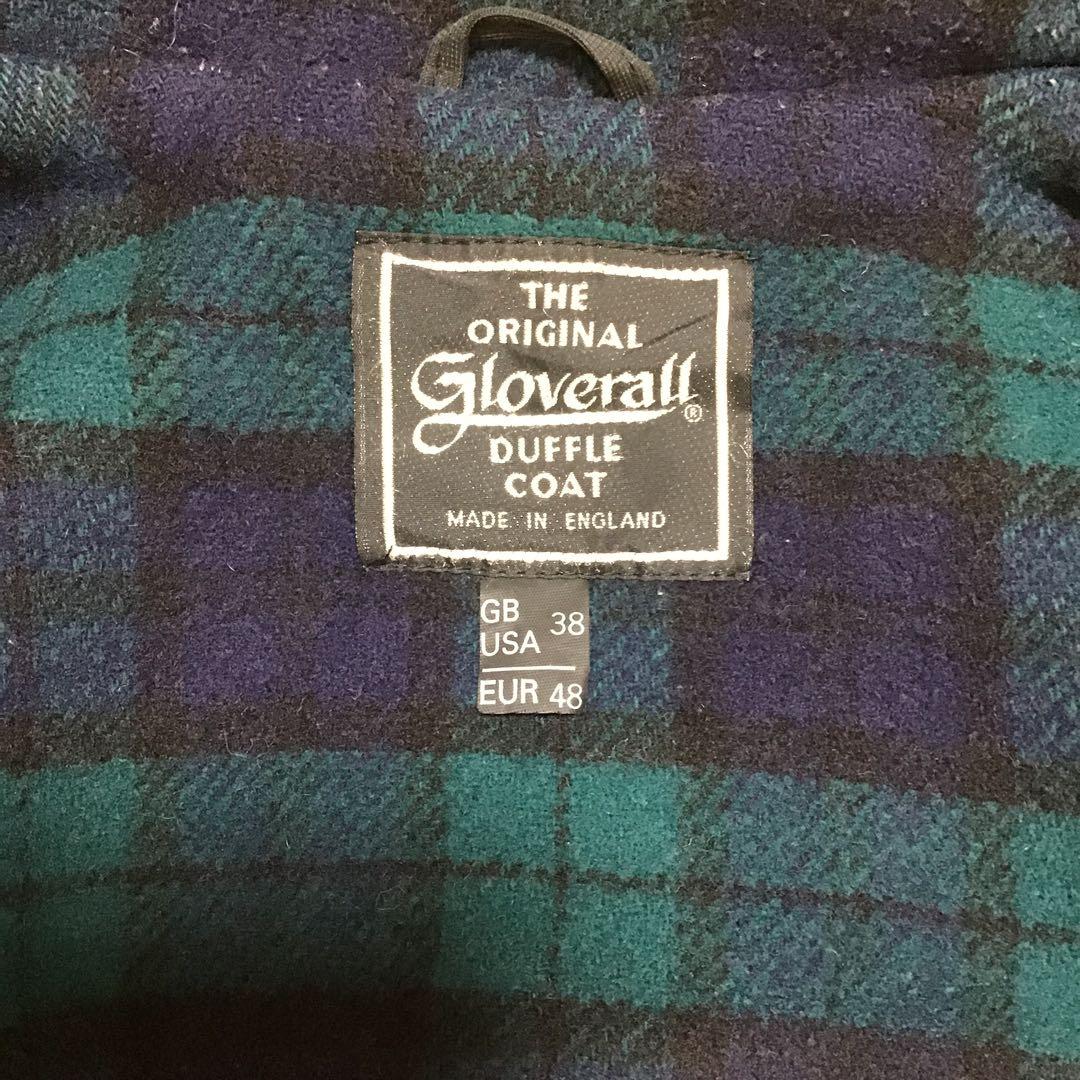 THE
ORIGINAL
Gloverall®
DUFFLE
COAT
MADE IN ENGLAND
GB
USA 38
EUR 48